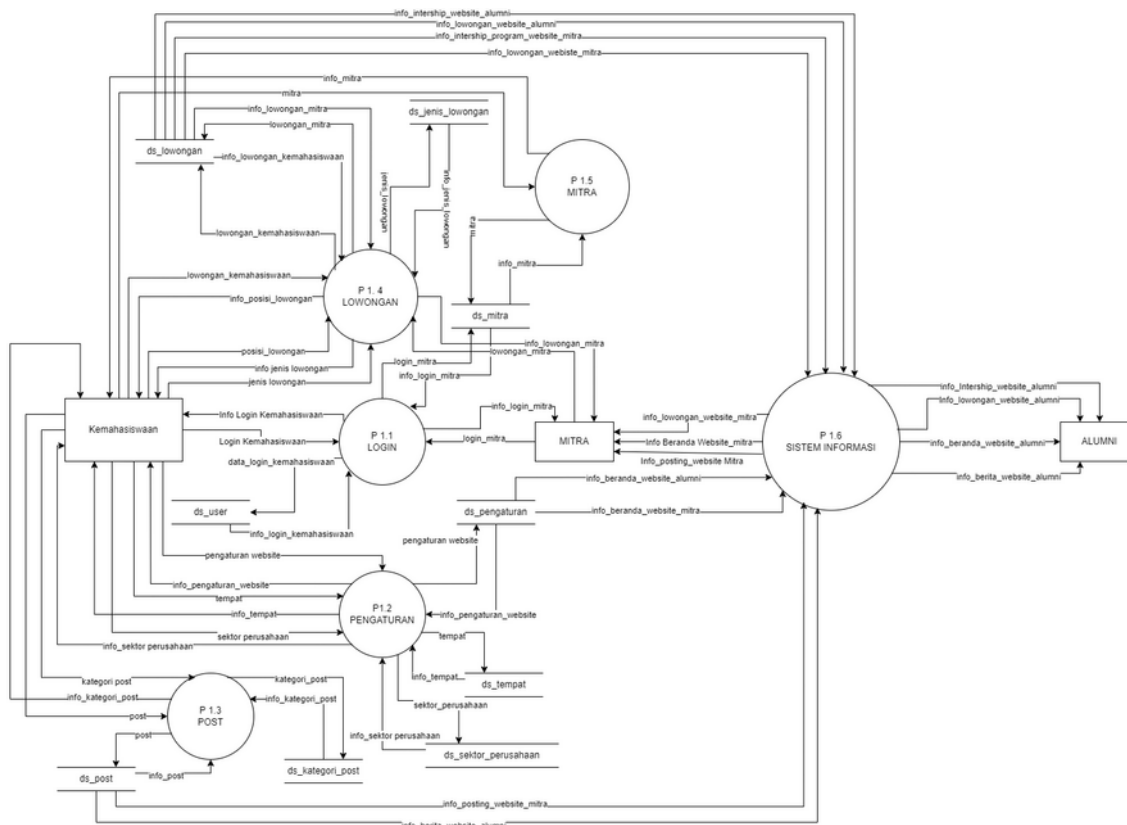 info_intership_website_alumni
info_lowongan_website_alumni
info_intership_program_website_mitra
info_lowongan_webiste_mitra
info_mitra
mitra
info_lowongan_mitra
lowongan_mitra
ds_jenis_lowongan
ds_lowongan
info_lowongan_kemahasiswaan
jenis_lowongan
info_jenis_lowongan
P 1.5
MITRA
mitra
lowongan_kemahasiswaan
info_mitra
lowongan_kemahasiswaan
info_posisi_lowongan
P 1. 4
LOWONGAN
ds_mitra
posisi_lowongan
info_lowongan_mitra
lowongan_mitra
info jenis lowongan
login_mitra
info_login_mitra
jenis lowongan
Kemahasiswaan
Info Login Kemahasiswaan
Login Kemahasiswaan
data_login_kemahasiswaan
P 1.1
LOGIN
info_login_mitra
login_mitra
MITRA
info_lowongan_website_mitra
Info Beranda Website_mitra
Info_posting_website Mitra
P 1.6
SISTEM INFORMASI
info_Intership_website_alumni
Info_lowongan_website_alumni
info_beranda_website_alumni
info_berita_website_alumni
ALUMNI
ds_user
info_login_kemahasiswaan
ds_pengaturan
info_beranda_website_alumni
info_beranda_website_mitra
pengaturan website
pengaturan website
info_pengaturan_website
tempat
info_tempat
sektor perusahaan
info_sektor perusahaan
P1.2
PENGATURAN
info_pengaturan_website
tempat
info_tempat
ds_tempat
sektor_perusahaan
info_sektor perusahaan
ds_sektor_perusahaan
kategori post
info_kategori_post
post
P 1.3
POST
kategori_post
info_kategori_post
ds_kategori_post
post
ds_post
info_post
info_posting_website_mitra
info_berita_website_alumni